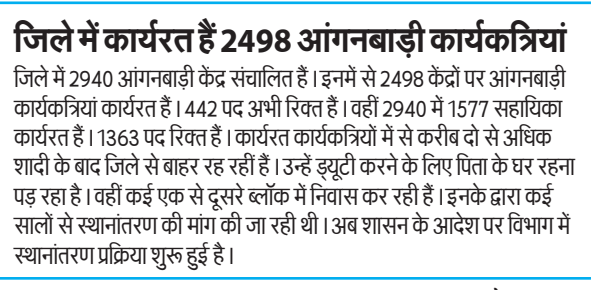 जिले में कार्यरत हैं 2498 आंगनबाड़ी कार्यकत्रियां
जिले में 2940 आंगनबाड़ी केंद्र संचालित हैं। इनमें से 2498 केंद्रों पर आंगनबाड़ी
कार्यकत्रियां कार्यरत हैं। 442 पद अभी रिक्त हैं। वहीं 2940 में 1577 सहायिका
कार्यरत हैं। 1363 पद रिक्त हैं। कार्यरत कार्यकत्रियों में से करीब दो से अधिक
शादी के बाद जिले से बाहर रह रहीं हैं। उन्हें ड्यूटी करने के लिए पिता के घर रहना
पड़ रहा है। वहीं कई एक से दूसरे ब्लॉक में निवास कर रही हैं। इनके द्वारा कई
सालों से स्थानांतरण की मांग की जा रही थी। अब शासन के आदेश पर विभाग में
स्थानांतरण प्रक्रिया शुरू हुई है।